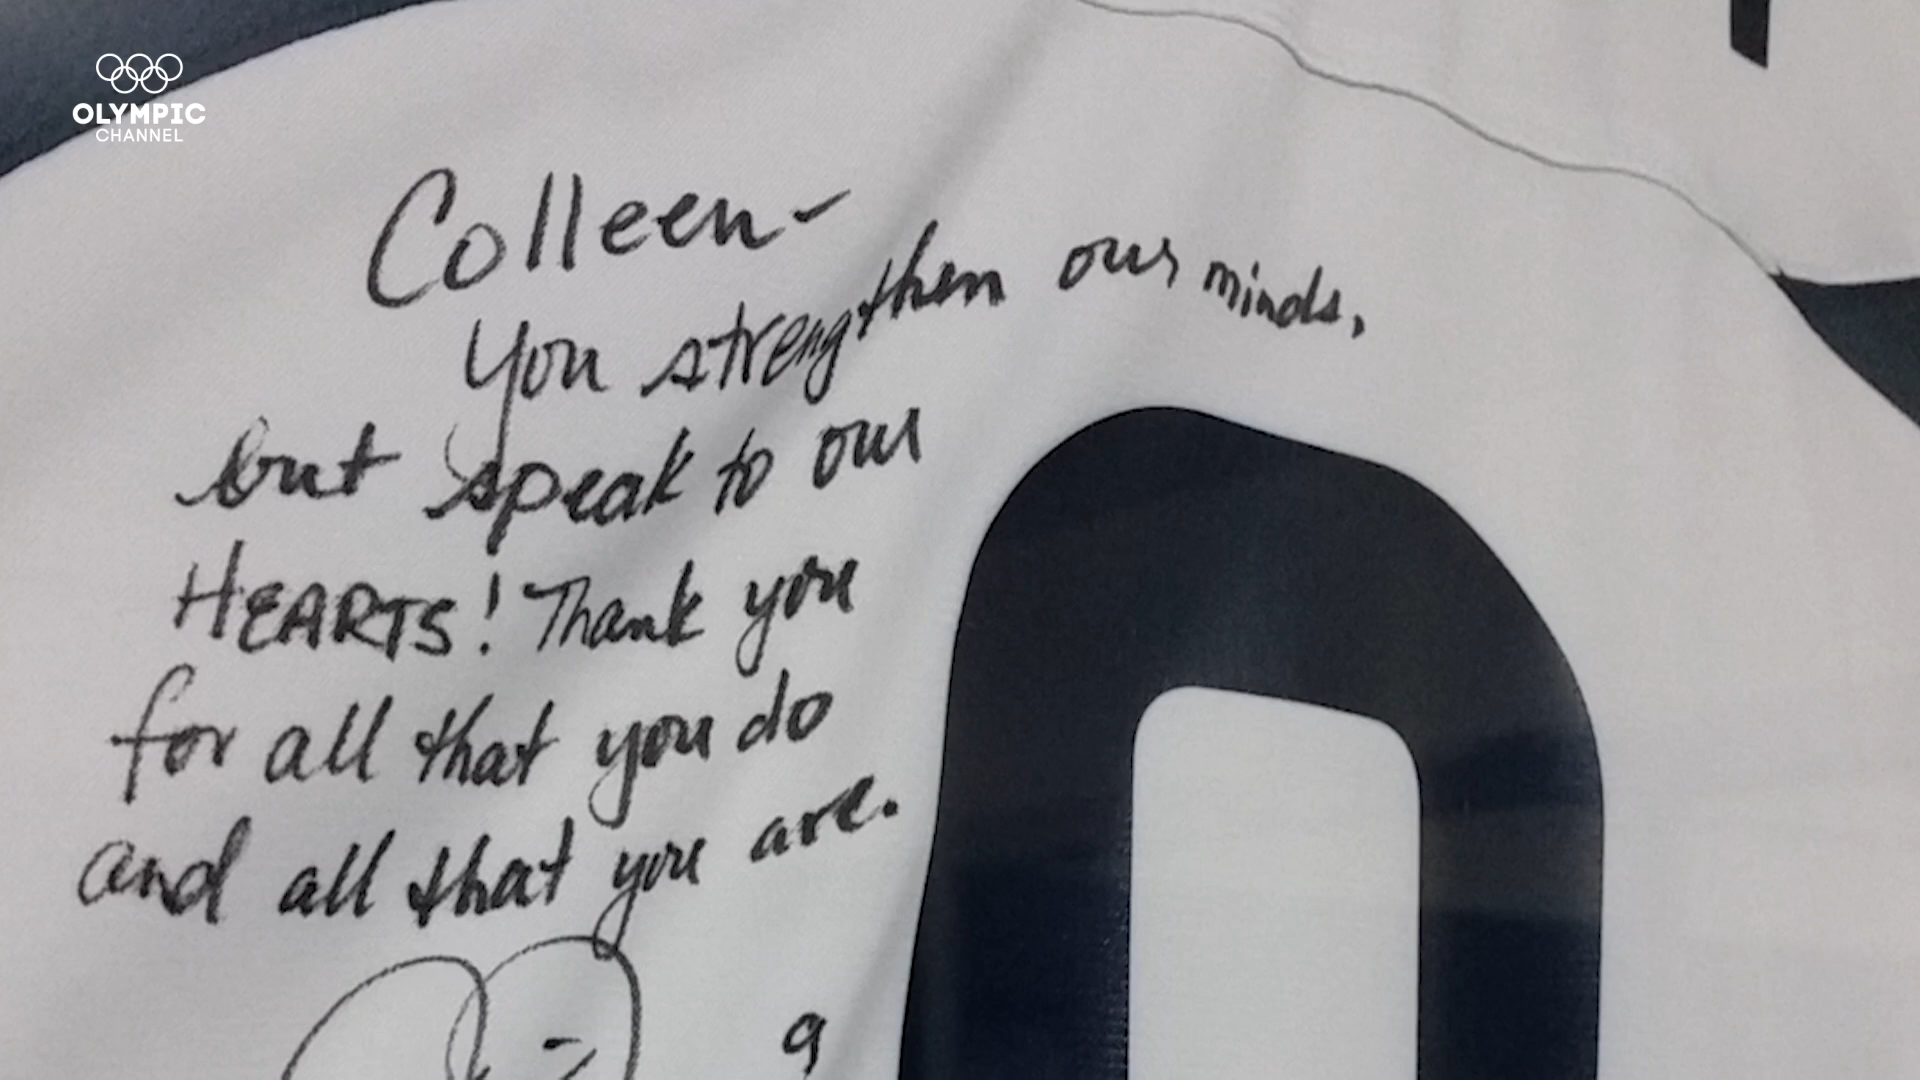 OLYMPIC
CHANNEL
Colleen-
You strengthen our minds,
but speak to our
HEARTS! Thank you
for all that you do
and all that you are.
9